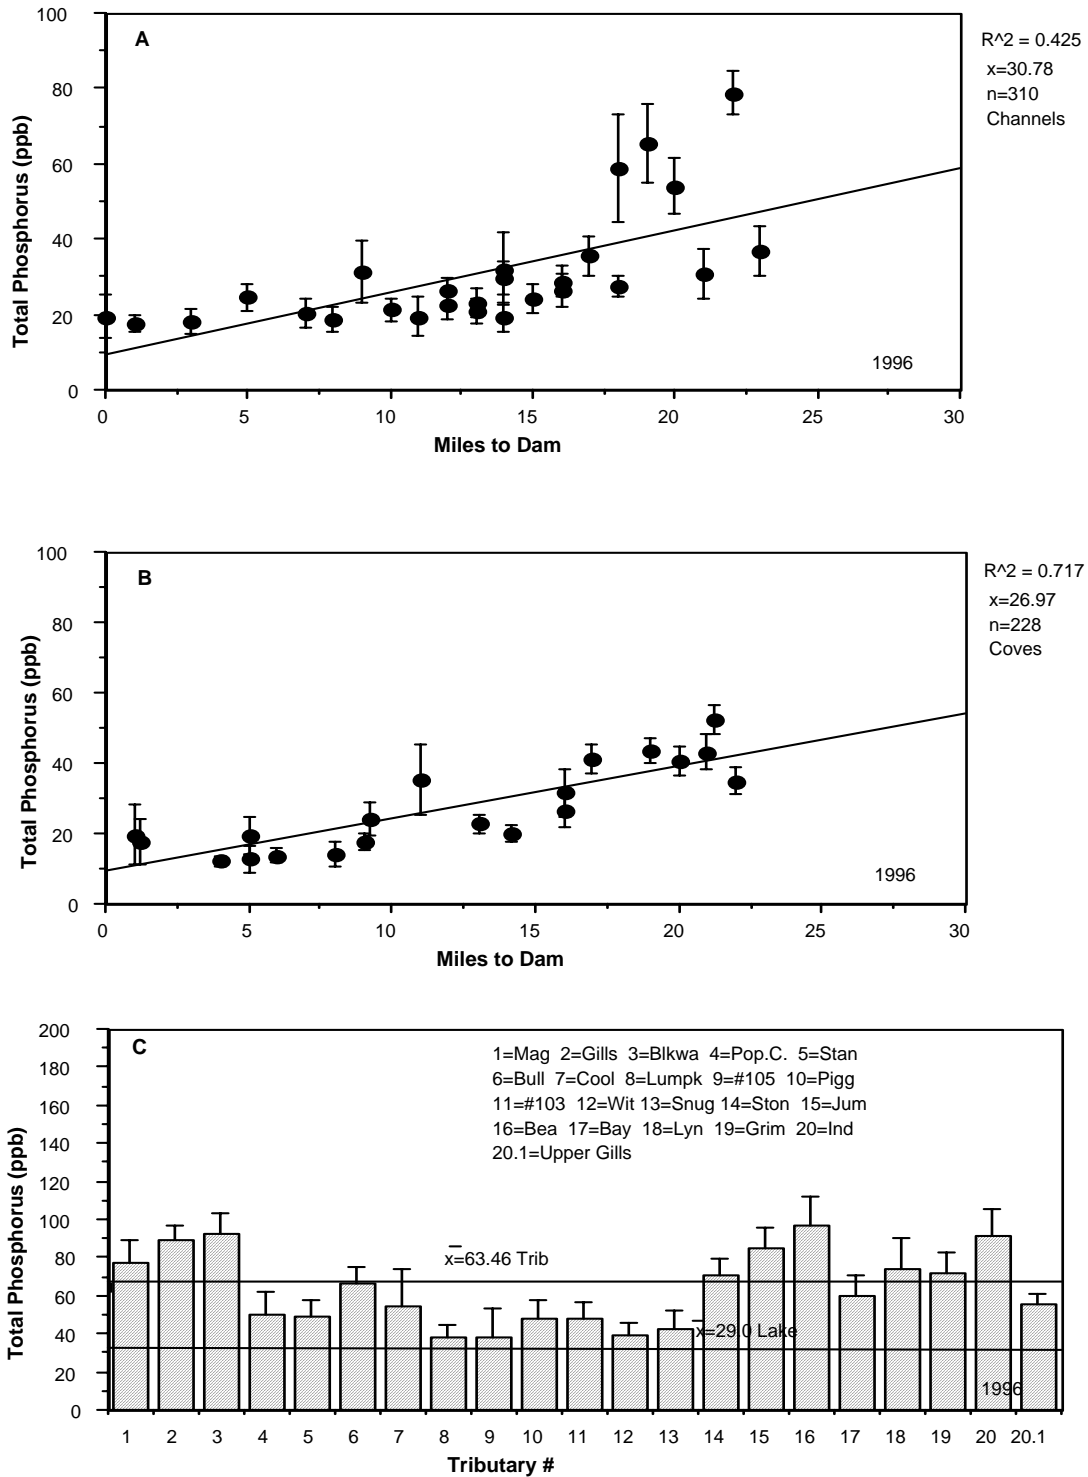 100
80
60
40
20
0
Total Phosphorus (ppb)
A
R^2 = 0.425
x=30.78
n=310
Channels
1996
0 5 10 15 20 25 30
Miles to Dam
100
80
60
40
20
0
Total Phosphorus (ppb)
B
R^2 = 0.717
x=26.97
n=228
Coves
1996
0 5 10 15 20 25 30
Miles to Dam
200
180
160
140
120
100
80
60
40
20
0
Total Phosphorus (ppb)
C
1=Mag 2=Gills 3=Blkwa 4=Pop.C. 5=Stan
6=Bull 7=Cool 8=Lumpk 9=#105 10=Pigg
11=#103 12=Wit 13=Snug 14=Ston 15=Jum
16=Bea 17=Bay 18=Lyn 19=Grim 20=Ind
20.1=Upper Gills
x=63.46 Trib
x=29.0 Lake
1996
1 2 3 4 5 6 7 8 9 10 11 12 13 14 15 16 17 18 19 20 20.1
Tributary #